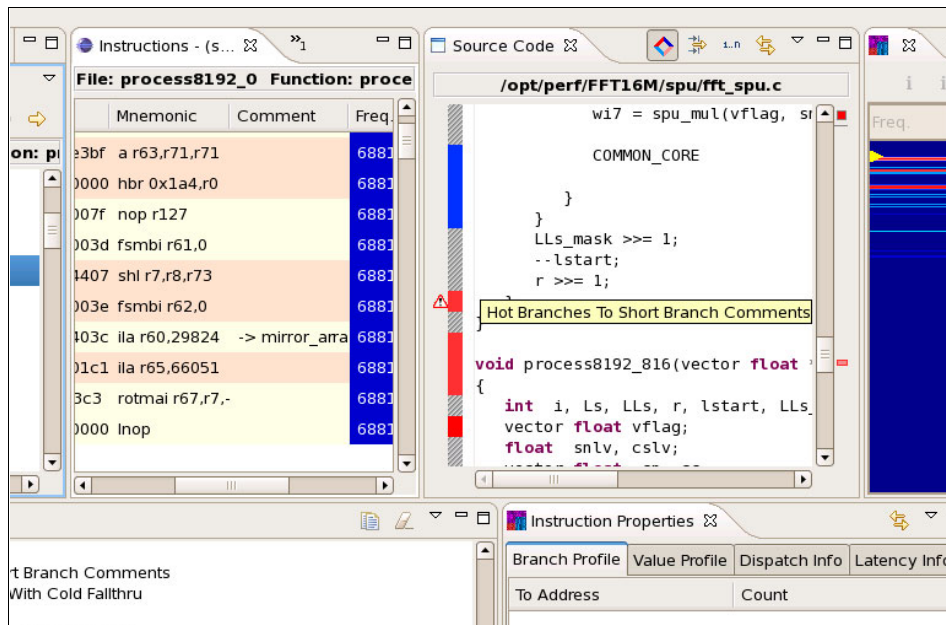 Instructions - (s...
»1
File: process8192_0 Function: proce
Mnemonic Comment Freq.
e3bf a r63,r71,r71 6881
0000 hbr 0x1a4,r0 6881
007f nop r127 6881
003d fsmbi r61,0 6881
4407 shl r7,r8,r73 6881
003e fsmbi r62,0 6881
403c ila r60,29824 -> mirror_arra 6881
01c1 ila r65,66051 6881
3c3 rotmai r67,r7,- 6881
0000 lnop 6881
on: pr
Source Code
1..n
/opt/perf/FFT16M/spu/fft_spu.c
wi7 = spu_mul(vflag, sr
COMMON_CORE
}
}
LLs_mask >>= 1;
--lstart;
r >>= 1;
Hot Branches To Short Branch Comments
}
void process8192_816(vector float *
{
int i, Ls, LLs, r, lstart, LLs_
vector float vflag;
float snlv, cslv;
Freq.
rt Branch Comments
With Cold Fallthru
Instruction Properties
Branch Profile Value Profile Dispatch Info Latency Info
To Address Count